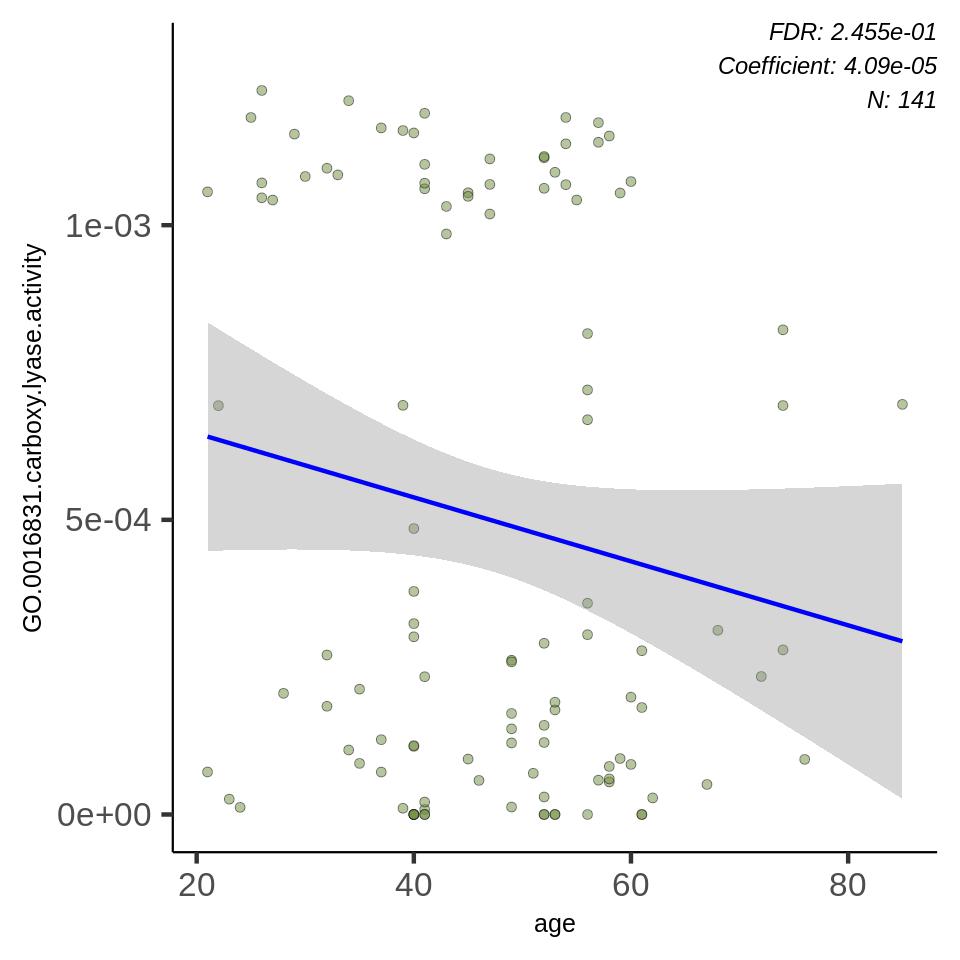 FDR: 2.455e-01
Coefficient: 4.09e-05
N: 141
GO.0016831.carboxy.lyase.activity
1e-03
5e-04
0e+00
20 40 60 80
age